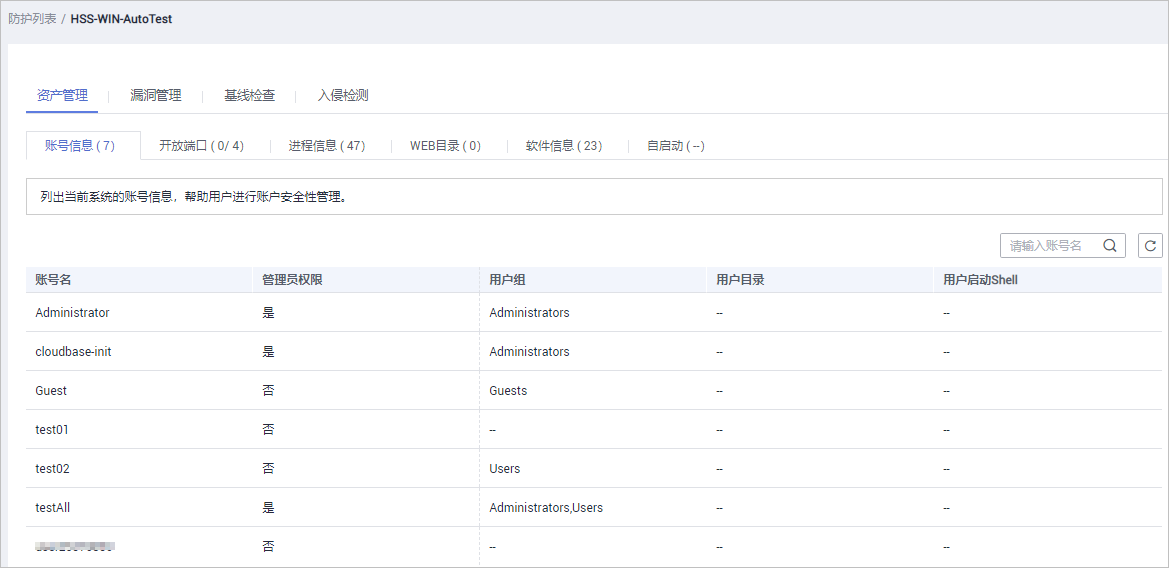 防护列表 / HSS-WIN-AutoTest
资产管理 漏洞管理 基线检查 入侵检测
账号信息 ( 7 ) 开放端口 ( 0/ 4 ) 进程信息 ( 47 ) WEB目录 ( 0 ) 软件信息 ( 23 ) 自启动 ( -- )
列出当前系统的账号信息，帮助用户进行账户安全性管理。
请输入账号名
账号名 管理员权限 用户组 用户目录 用户启动Shell
Administrator 是 Administrators -- --
cloudbase-init 是 Administrators -- --
Guest 否 Guests -- --
test01 否 -- -- --
test02 否 Users -- --
testAll 是 Administrators,Users -- --
否 -- -- --